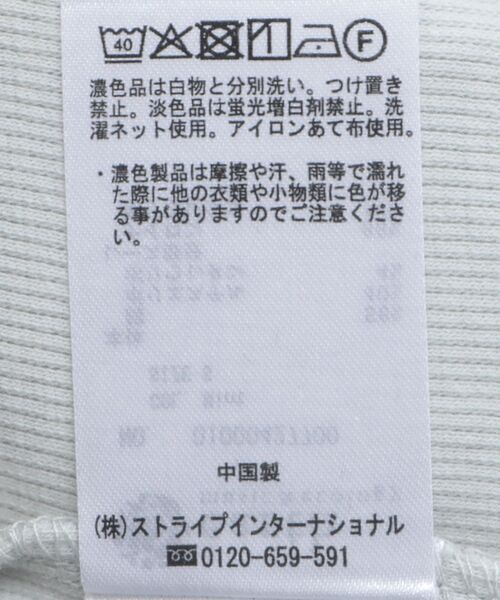 40 F
濃色品は白物と分別洗い。つけ置き
禁止。淡色品は蛍光増白剤禁止。洗
濯ネット使用。アイロンあて布使用。
・濃色製品は摩擦や汗、雨等で濡れ
た際に他の衣類や小物類に色が移
る事がありますのでご注意くださ
い。
中国製
(株)ストライプインターナショナル
0120-659-591